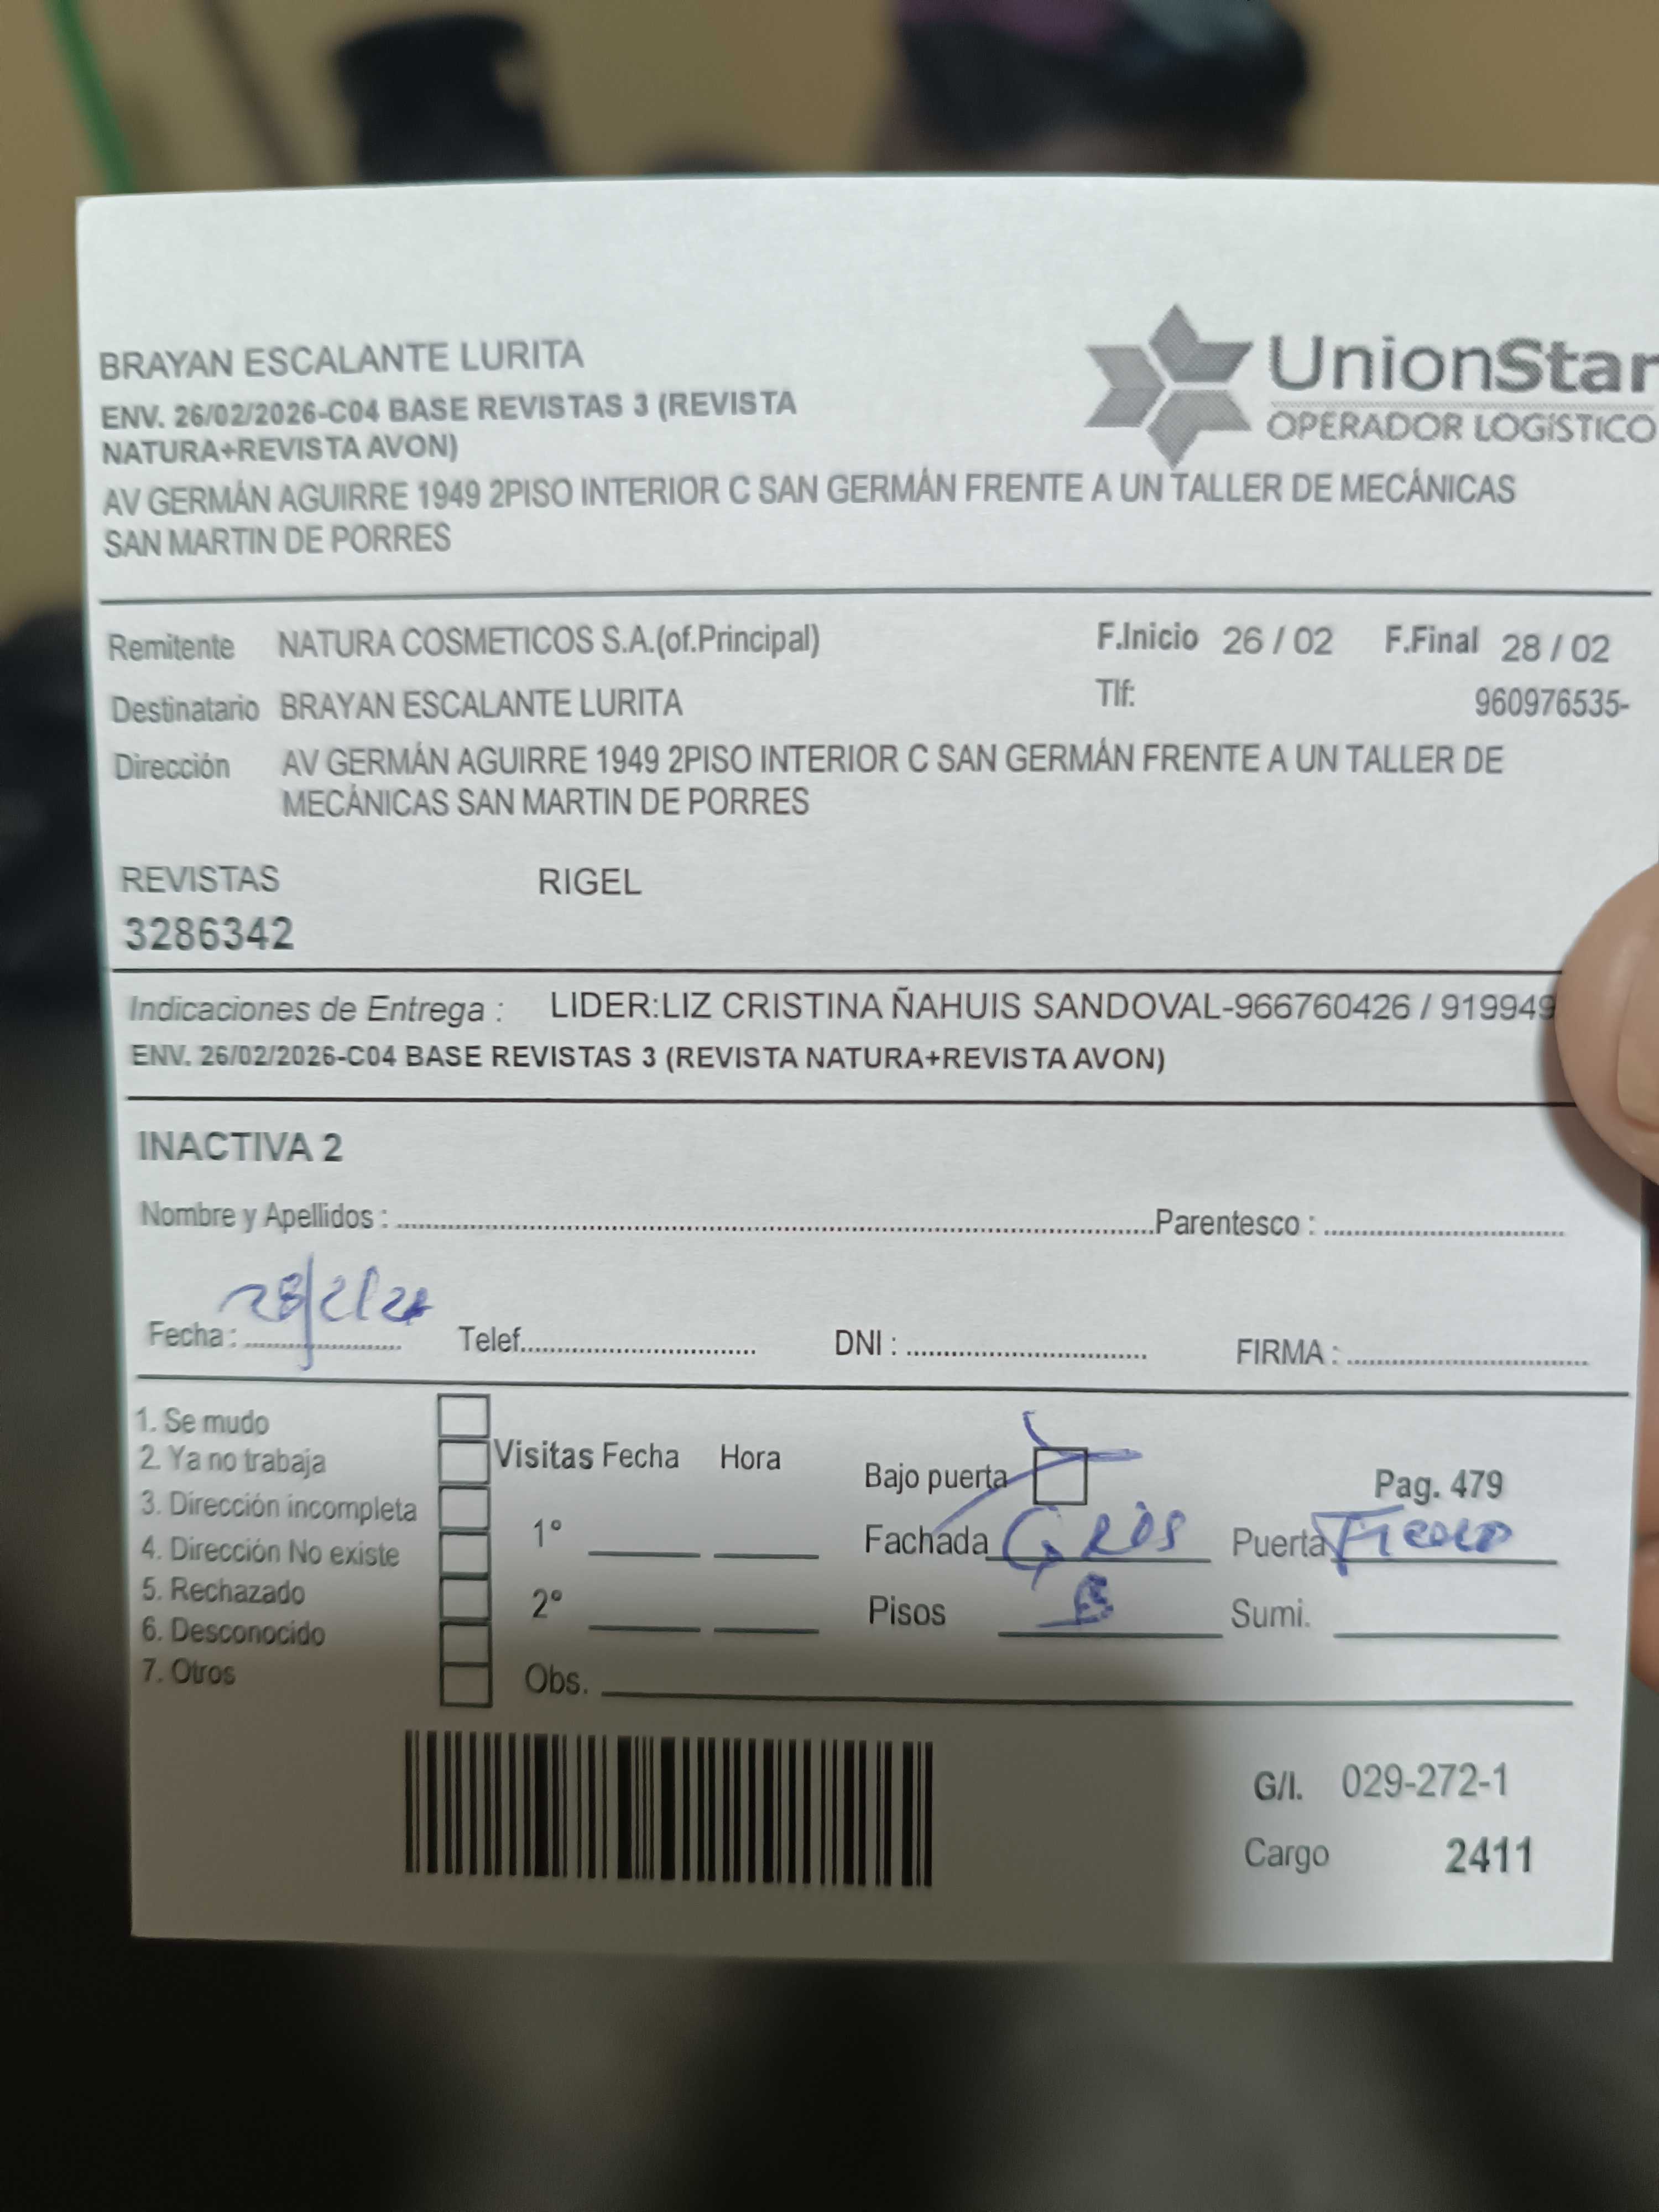 BRAYAN ESCALANTE LURITA
ENV. 26/02/2026-C04 BASE REVISTAS 3 (REVISTA
NATURA+REVISTA AVON)
UnionStar
OPERADOR LOGÍSTICO
AV GERMÁN AGUIRRE 1949 2PISO INTERIOR C SAN GERMÁN FRENTE A UN TALLER DE MECÁNICAS
SAN MARTIN DE PORRES
Remitente NATURA COSMETICOS S.A.(of.Principal) F.Inicio 26 / 02 F.Final 28 / 02
Destinatario BRAYAN ESCALANTE LURITA Tlf: 960976535-
Dirección AV GERMÁN AGUIRRE 1949 2PISO INTERIOR C SAN GERMÁN FRENTE A UN TALLER DE
MECÁNICAS SAN MARTIN DE PORRES
REVISTAS RIGEL
3286342
Indicaciones de Entrega : LIDER:LIZ CRISTINA ÑAHUIS SANDOVAL-966760426 / 919949
ENV. 26/02/2026-C04 BASE REVISTAS 3 (REVISTA NATURA+REVISTA AVON)
INACTIVA 2
Nombre y Apellidos : Parentesco :
Fecha : Telef. DNI : FIRMA :
1. Se mudo
2. Ya no trabaja
3. Dirección incompleta
4. Dirección No existe
5. Rechazado
6. Desconocido
7. Otros
Visitas Fecha Hora
1°
2°
Obs.
Bajo puerta Pag. 479
Fachada GRIS Puerta
Pisos Sumi.
G/I. 029-272-1
Cargo 2411